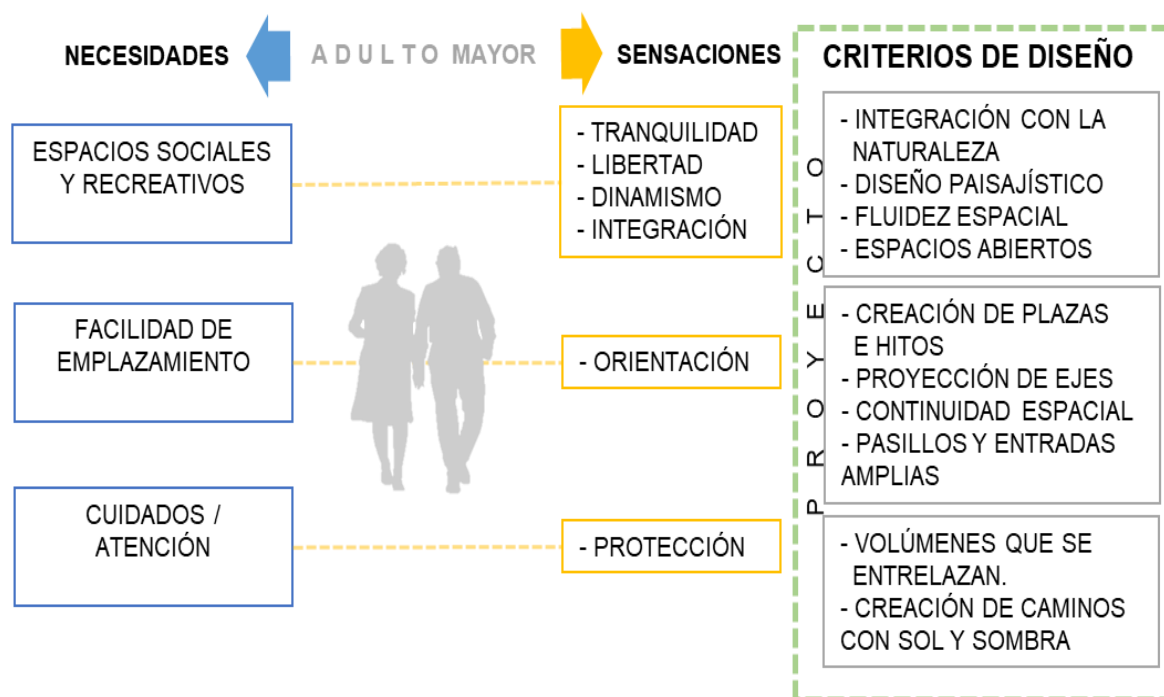 NECESIDADES
ADULTO MAYOR
SENSACIONES
CRITERIOS DE DISEÑO
ESPACIOS SOCIALES
Y RECREATIVOS
- TRANQUILIDAD
- LIBERTAD
- DINAMISMO
- INTEGRACIÓN
PROYECTO
- INTEGRACIÓN CON LA
NATURALEZA
- DISEÑO PAISAJÍSTICO
- FLUIDEZ ESPACIAL
- ESPACIOS ABIERTOS
FACILIDAD DE
EMPLAZAMIENTO
- ORIENTACIÓN
- CREACIÓN DE PLAZAS
E HITOS
- PROYECCIÓN DE EJES
- CONTINUIDAD ESPACIAL
- PASILLOS Y ENTRADAS
AMPLIAS
CUIDADOS /
ATENCIÓN
- PROTECCIÓN
- VOLÚMENES QUE SE
ENTRELAZAN.
- CREACIÓN DE CAMINOS
CON SOL Y SOMBRA